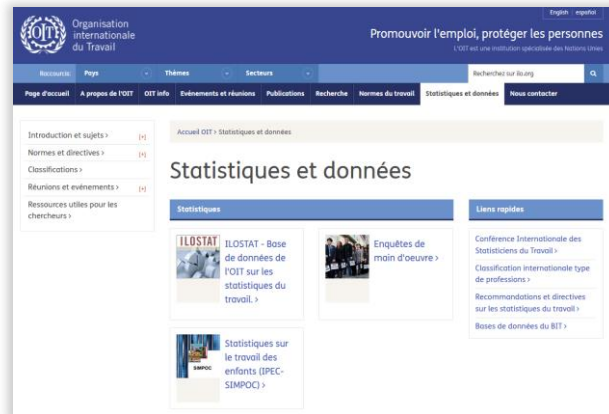 English | español
OIT
Organisation
internationale
du Travail
Promouvoir l'emploi, protéger les personnes
L'OIT est une institution spécialisée des Nations Unies
Raccourcis
Pays
Thèmes
Secteurs
Recherchez sur ilo.org
Page d'accueil
A propos de l'OIT
OIT info
Evénements et réunions
Publications
Recherche
Normes du travail
Statistiques et données
Nous contacter
Introduction et sujets > [+]
Normes et directives > [+]
Classifications >
Réunions et evénements > [+]
Ressources utiles pour les
chercheurs >
Accueil OIT > Statistiques et données
Statistiques et données
Statistiques
ILOSTAT
ILOSTAT - Base
de données de
l'OIT sur les
statistiques du
travail. >
Enquêtes de
main d'oeuvre >
SIMPOC
Statistiques sur
le travail des
enfants (IPEC-
SIMPOC) >
Liens rapides
Conférence Internationale des
Statisticiens du Travail >
Classification internationale type
de professions >
Recommandations et directives
sur les statistiques du travail >
Bases de données du BIT >